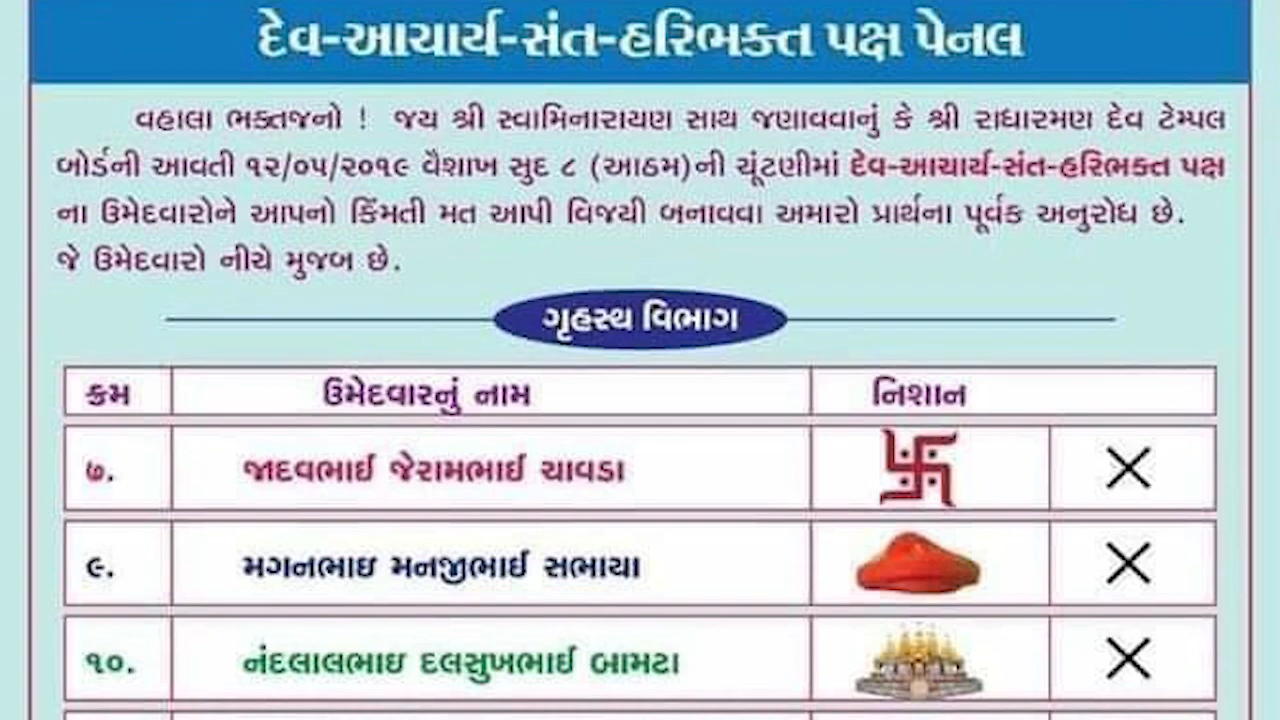 દેવ-આચાર્ય-સંત-હરિભક્ત પક્ષ પેનલ
વહાલા ભક્તજનો ! જય શ્રી સ્વામિનારાયણ સાથ જણાવવાનું કે શ્રી રાધારમણ દેવ ટેમ્પલ
બોર્ડની આવતી ૧૨/૦૫/૨૦૧૯ વૈશાખ સુદ ૮ (આઠમ)ની ચૂંટણીમાં દેવ-આચાર્ય-સંત-હરિભક્ત પક્ષ
ના ઉમેદવારોને આપનો કિંમતી મત આપી વિજયી બનાવવા અમારો પ્રાર્થના પૂર્વક અનુરોધ છે.
જે ઉમેદવારો નીચે મુજબ છે.
ગૃહસ્થ વિભાગ
ક્રમ ઉમેદવારનું નામ નિશાન
૭. જાદવભાઈ જેરામભાઈ ચાવડા
૯. મગનભાઇ મનજીભાઈ સભાયા
૧૦. નંદલાલભાઇ દલસુખભાઈ બામટા